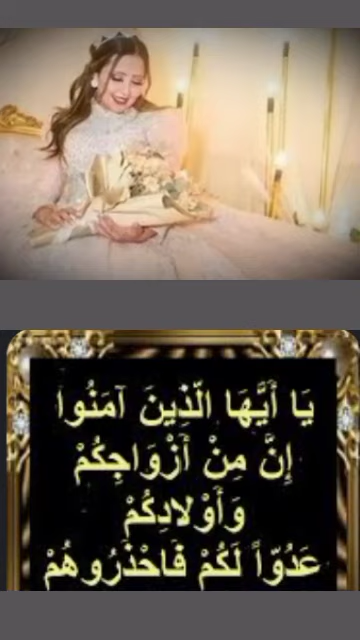 يَا أَيَّهَا الّذِينَ آمَنُوا
إِنَّ مِنْ أَزْوَاجِكُمْ
وَأَوْلادِكُمْ
عَدُوّاً لَكُمْ فَاحْذَرُوهُمْ